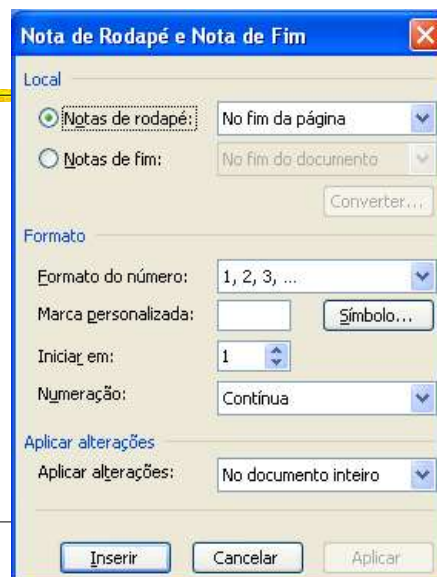 Nota de Rodapé e Nota de Fim
Local
Notas de rodapé: No fim da página
Notas de fim: No fim do documento
Converter...
Formato
Formato do número: 1, 2, 3, ...
Marca personalizada: Símbolo...
Iniciar em: 1
Numeração: Contínua
Aplicar alterações
Aplicar alterações: No documento inteiro
Inserir Cancelar Aplicar